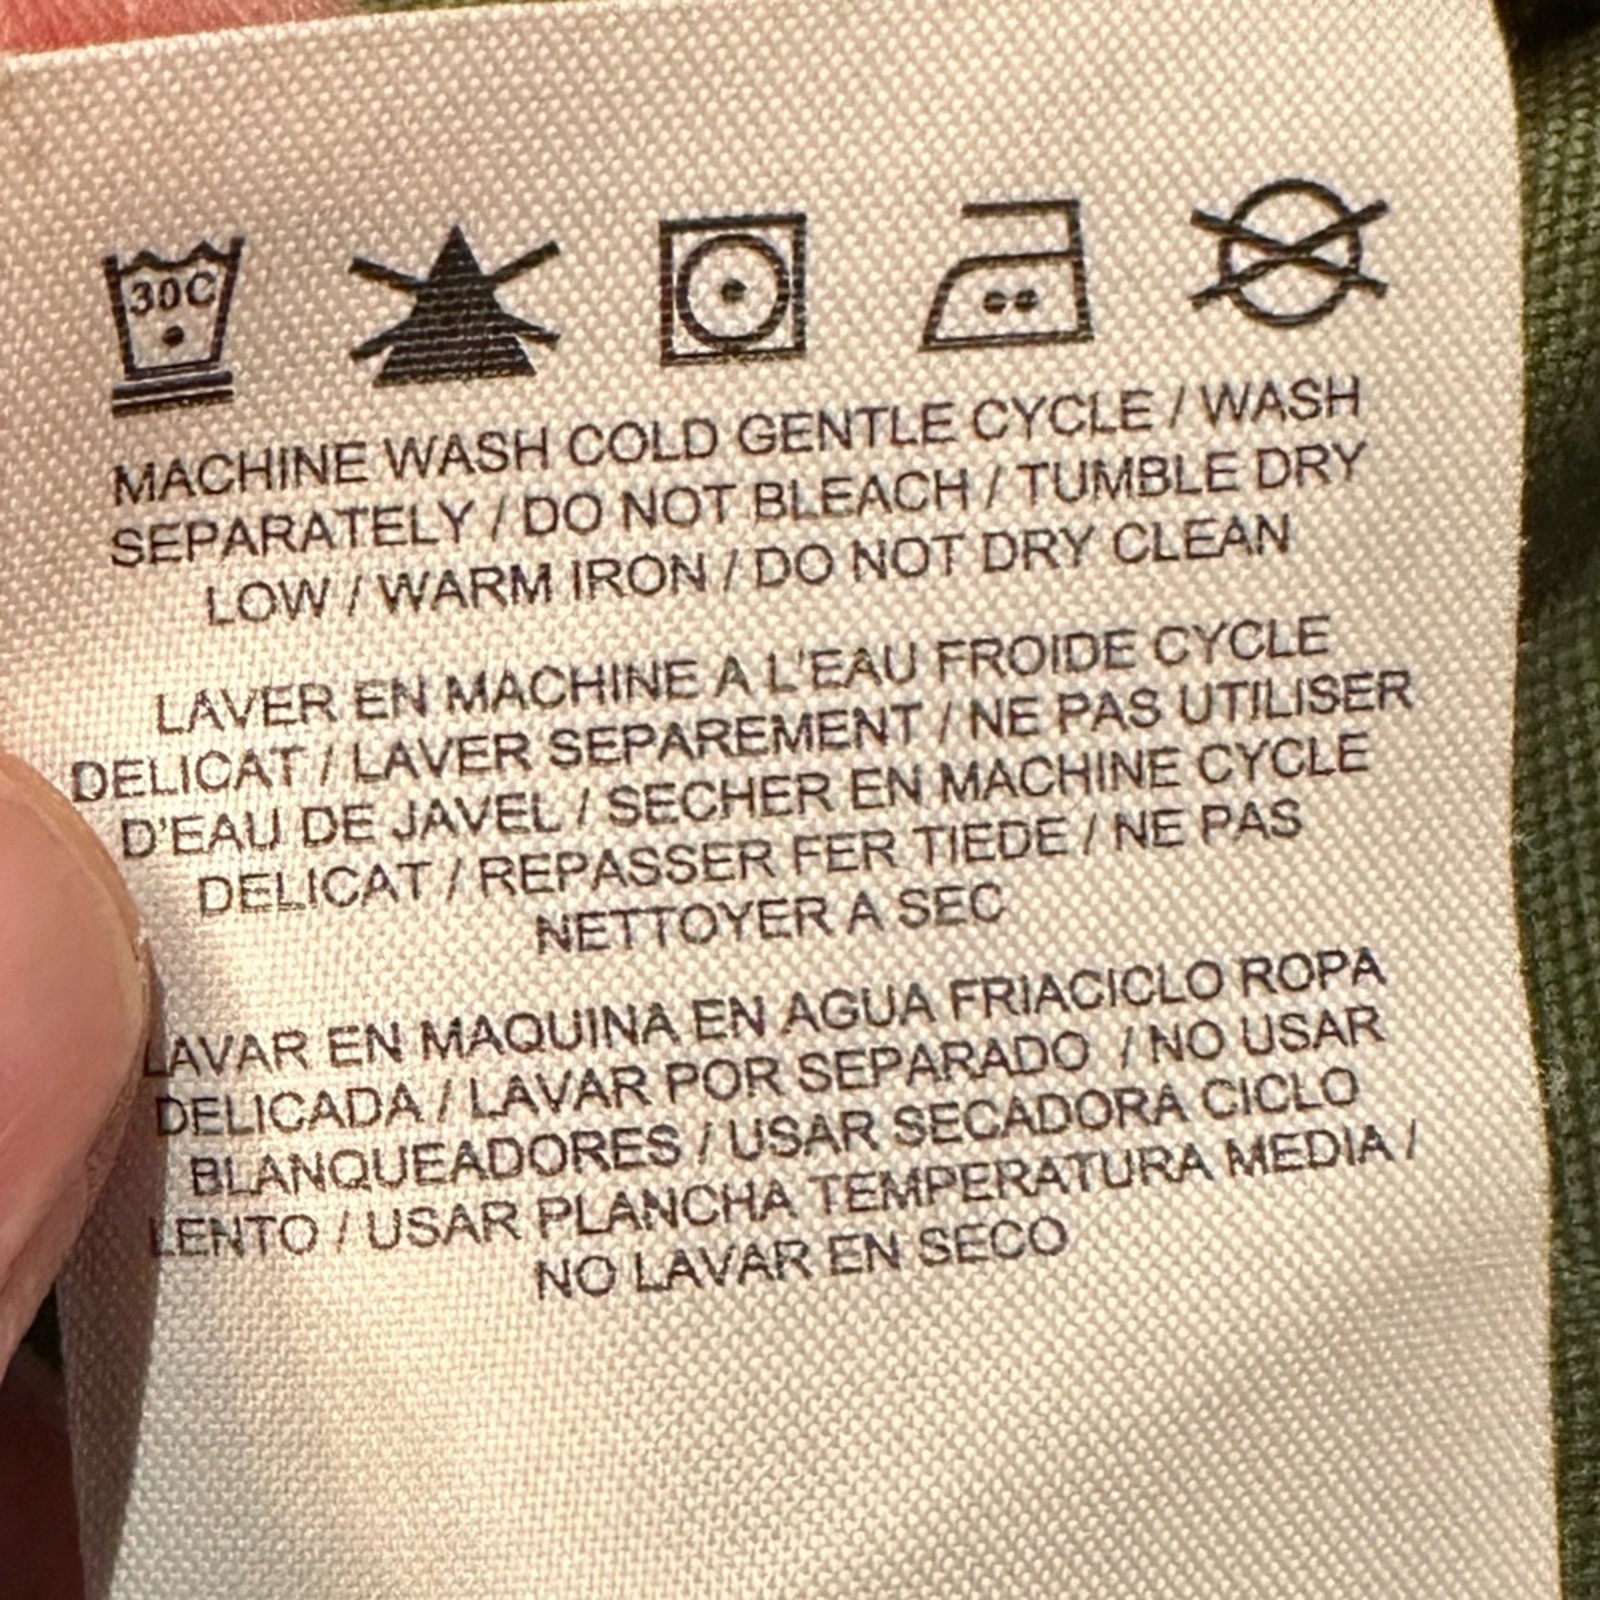 30C
MACHINE WASH COLD GENTLE CYCLE / WASH
SEPARATELY / DO NOT BLEACH / TUMBLE DRY
LOW / WARM IRON / DO NOT DRY CLEAN
LAVER EN MACHINE A L'EAU FROIDE CYCLE
DELICAT / LAVER SEPAREMENT / NE PAS UTILISER
D'EAU DE JAVEL / SECHER EN MACHINE CYCLE
DELICAT / REPASSER FER TIEDE / NE PAS
NETTOYER A SEC
LAVAR EN MAQUINA EN AGUA FRIACICLO ROPA
DELICADA / LAVAR POR SEPARADO / NO USAR
BLANQUEADORES / USAR SECADORA CICLO
LENTO / USAR PLANCHA TEMPERATURA MEDIA /
NO LAVAR EN SECO